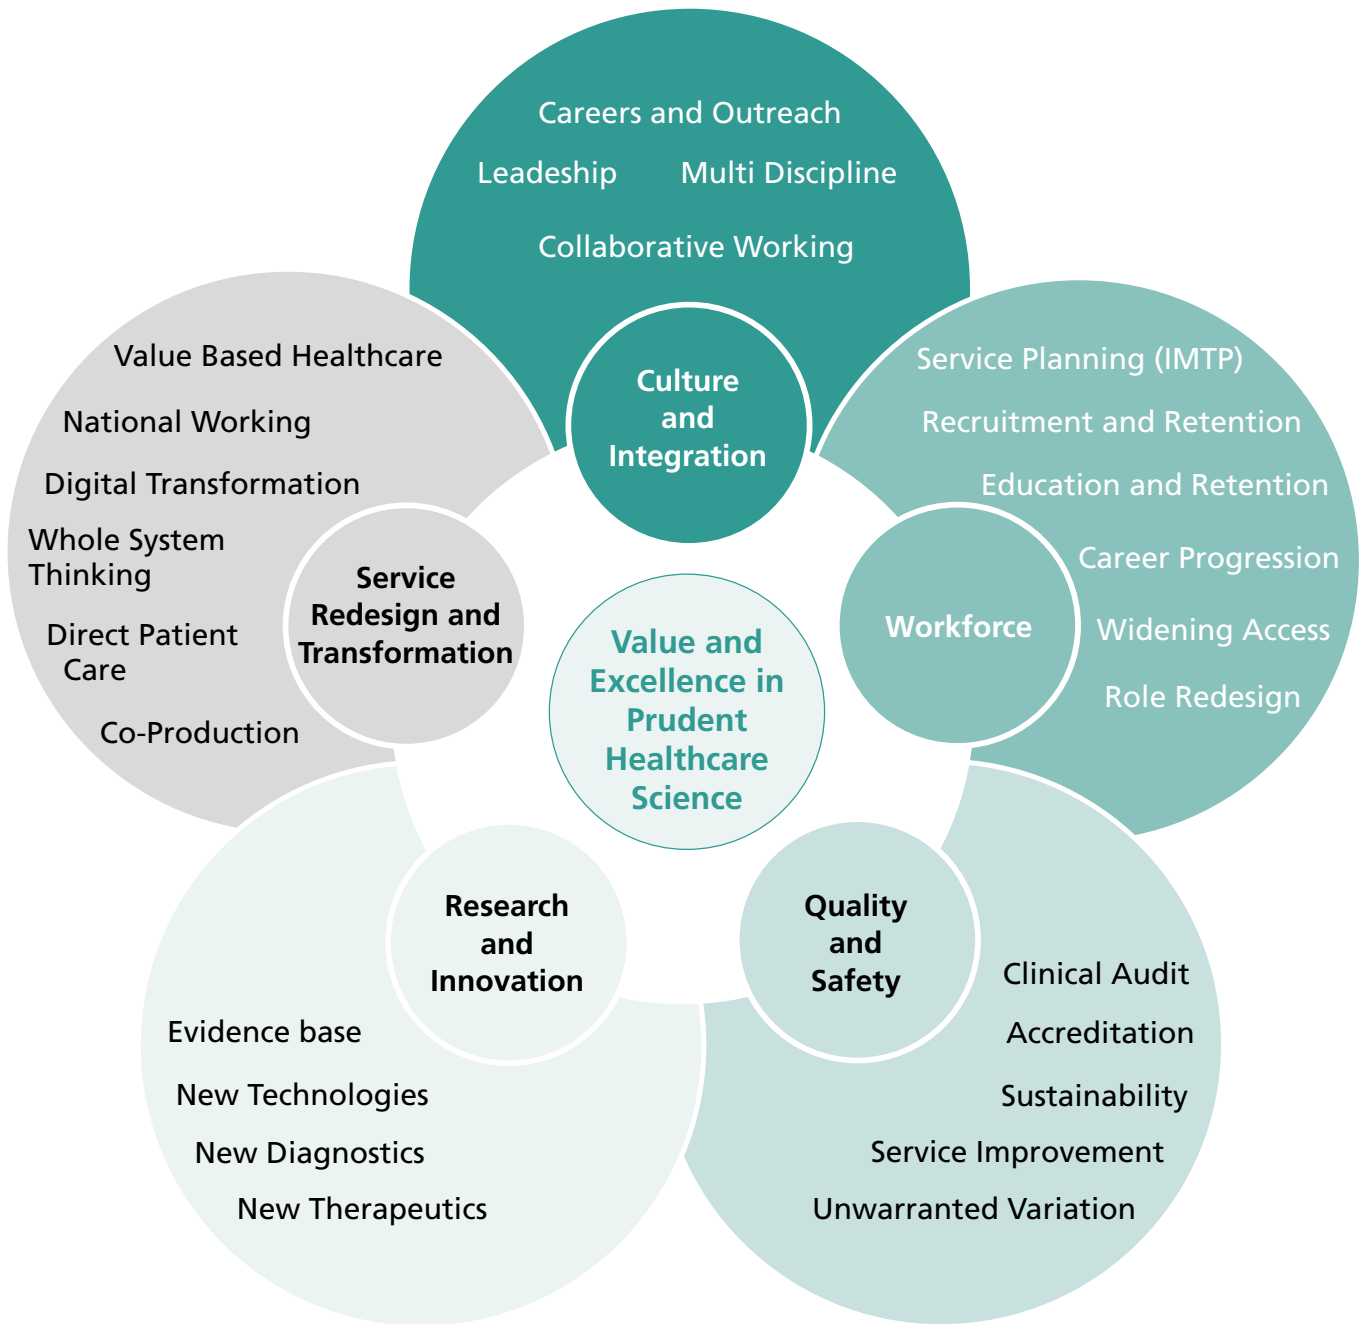 Careers and Outreach
Leadeship
Multi Discipline
Collaborative Working
Culture
and
Integration
Service Planning (IMTP)
Recruitment and Retention
Education and Retention
Career Progression
Widening Access
Role Redesign
Workforce
Quality
and
Safety
Clinical Audit
Accreditation
Sustainability
Service Improvement
Unwarranted Variation
Research
and
Innovation
Evidence base
New Technologies
New Diagnostics
New Therapeutics
Value Based Healthcare
National Working
Digital Transformation
Whole System
Thinking
Direct Patient
Care
Co-Production
Service
Redesign and
Transformation
Value and
Excellence in
Prudent
Healthcare
Science